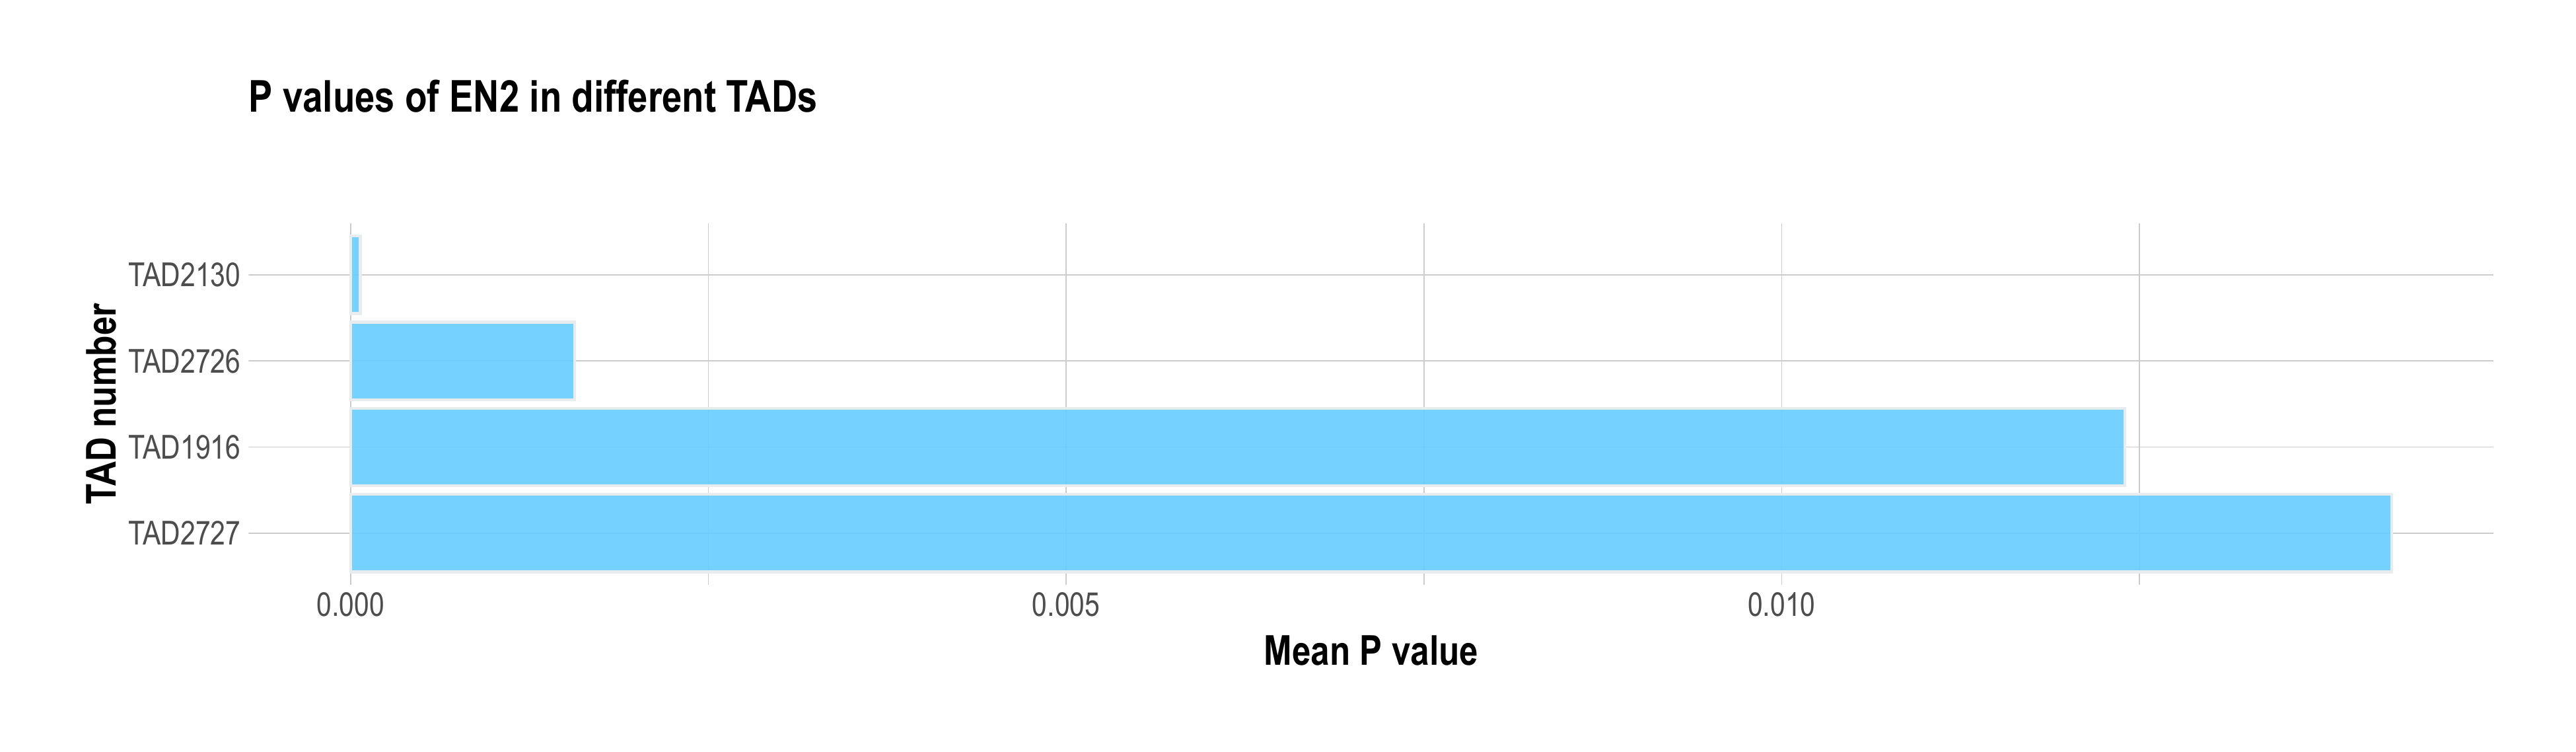 P values of EN2 in different TADs
TAD number
TAD2130
TAD2726
TAD1916
TAD2727
0.000
0.005
0.010
Mean P value